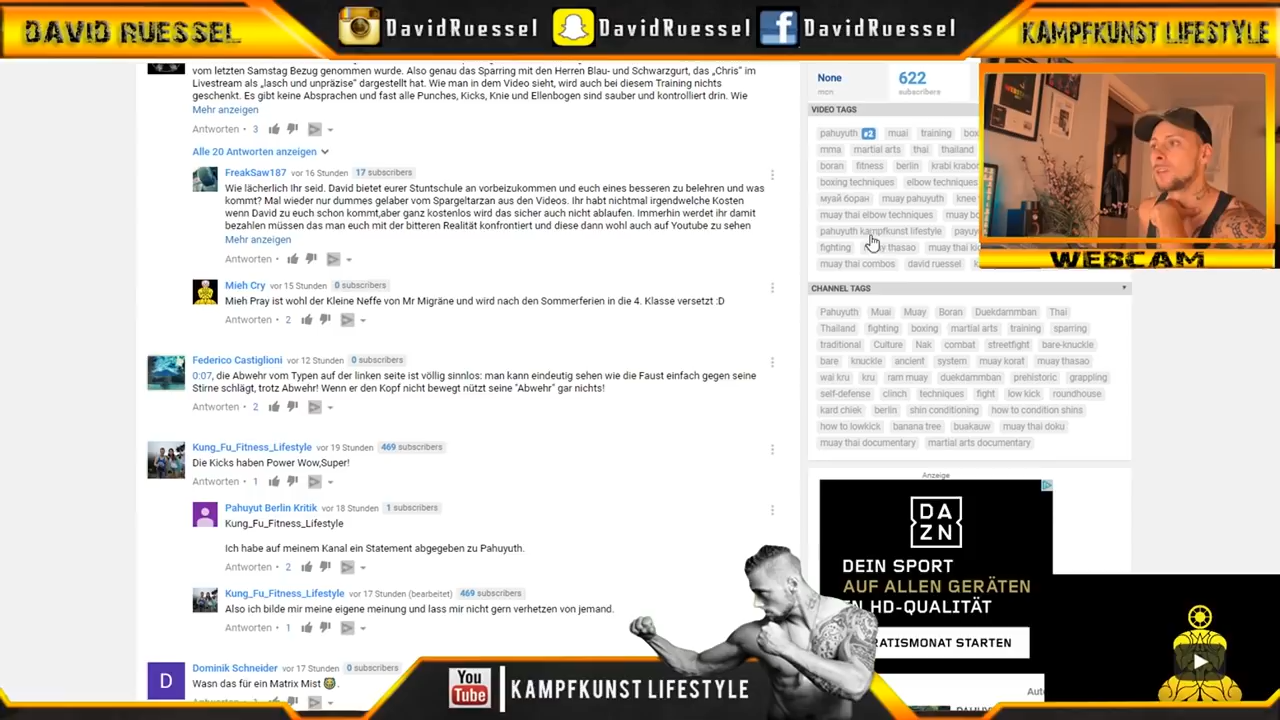 DAVID RUESSEL
DavidRuessel
DavidRuessel
DavidRuessel
KAMPFKUNST LIFESTYLE
vom letzten Samstag Bezug genommen wurde. Also genau das Sparring mit den Herren Blau- und Schwarzgurt, das „Chris" im
Livestream als „lasch und unpräzise" dargestellt hat. Wie man in dem Video sieht, wird auch bei diesem Training nichts
geschenkt. Es gibt keine Absprachen und fast alle Punches, Kicks, Knie und Ellenbogen sind sauber und kontrolliert drin. Wie
Mehr anzeigen
Antworten • 3
Alle 20 Antworten anzeigen
FreakSaw187 vor 16 Stunden 17 subscribers
Wie lächerlich Ihr seid. David bietet eurer Stuntschule an vorbeizukommen und euch eines besseren zu belehren und was
kommt? Mal wieder nur dummes gelaber vom Spargeltarzan aus den Videos. Ihr habt nichtmal irgendwelche Kosten
wenn David zu euch schon kommt,aber ganz kostenlos wird das sicher auch nicht ablaufen. Immerhin werdet ihr damit
bezahlen müssen das man euch mit der bitteren Realität konfrontiert und diese dann wohl auch auf Youtube zu sehen
Mehr anzeigen
Antworten •
Mieh Cry vor 15 Stunden 0 subscribers
Mieh Pray ist wohl der Kleine Neffe von Mr Migräne und wird nach den Sommerferien in die 4. Klasse versetzt :D
Antworten • 2
Federico Castiglioni vor 12 Stunden 0 subscribers
0:07, die Abwehr vom Typen auf der linken seite ist völlig sinnlos: man kann eindeutig sehen wie die Faust einfach gegen seine
Stirne schlägt, trotz Abwehr! Wenn er den Kopf nicht bewegt nützt seine "Abwehr" gar nichts!
Antworten • 2
Kung_Fu_Fitness_Lifestyle vor 19 Stunden 469 subscribers
Die Kicks haben Power Wow,Super!
Antworten • 1
Pahuyut Berlin Kritik vor 18 Stunden 1 subscribers
Kung_Fu_Fitness_Lifestyle
Ich habe auf meinem Kanal ein Statement abgegeben zu Pahuyuth.
Antworten • 2
Kung_Fu_Fitness_Lifestyle vor 17 Stunden (bearbeitet) 469 subscribers
Also ich bilde mir meine eigene meinung und lass mir nicht gern verhetzen von jemand.
Antworten • 1
D
Dominik Schneider vor 17 Stunden 0 subscribers
Wasn das für ein Matrix Mist .
None 622
mcn subscribers
VIDEO TAGS
pahuyuth #2 muai training
mma martial arts thai thailand
boran fitness berlin krabi krabor
boxing techniques elbow techniques
муай боран muay pahuyuth knee
muay thai elbow techniques muay
pahuyuth kampfkunst lifestyle
fighting thasao muay thai
muay thai combos david ruessel
WEBCAM
CHANNEL TAGS
Pahuyuth Muai Muay Boran Duekdammban Thai
Thailand fighting boxing martial arts training sparring
traditional Culture Nak combat streetfight bare-knuckle
bare knuckle ancient system muay korat muay thasao
wai kru kru ram muay duekdammban prehistoric grappling
self-defense clinch techniques fight low kick roundhouse
kard chiek berlin shin conditioning how to condition shins
how to lowkick banana tree buakauw muay thai doku
muay thai documentary martial arts documentary
Anzeige
DA
ZN
DEIN SPORT
AUF ALLEN GERÄTEN
IN HD-QUALITÄT
GRATISMONAT STARTEN
You
Tube
KAMPFKUNST LIFESTYLE